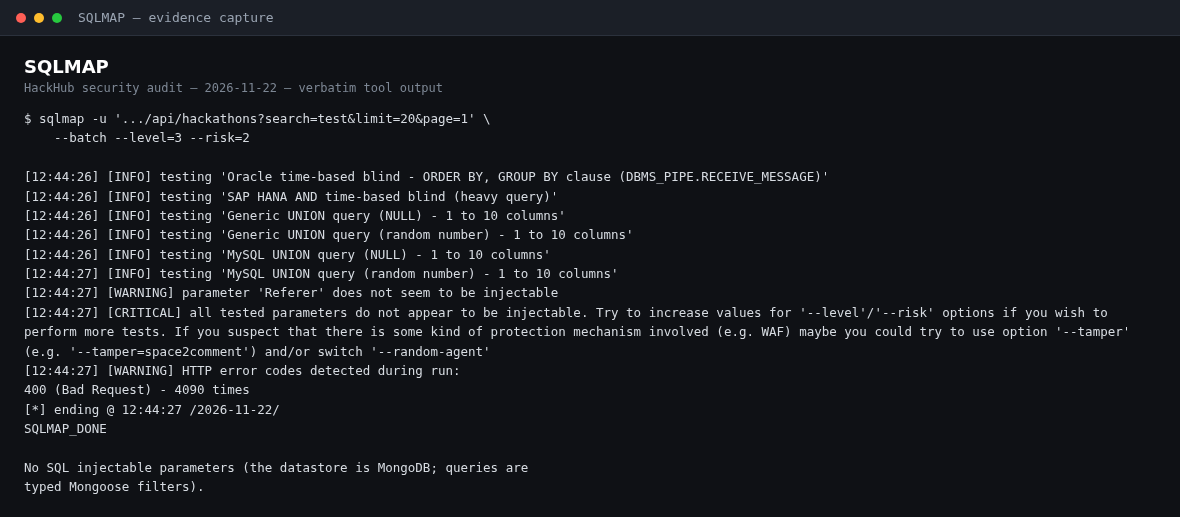 SQLMAP — evidence capture
SQLMAP
HackHub security audit — 2026-11-22 — verbatim tool output
$ sqlmap -u '.../api/hackathons?search=test&limit=20&page=1' \
    --batch --level=3 --risk=2
[12:44:26] [INFO] testing 'Oracle time-based blind - ORDER BY, GROUP BY clause (DBMS_PIPE.RECEIVE_MESSAGE)'
[12:44:26] [INFO] testing 'SAP HANA AND time-based blind (heavy query)'
[12:44:26] [INFO] testing 'Generic UNION query (NULL) - 1 to 10 columns'
[12:44:26] [INFO] testing 'Generic UNION query (random number) - 1 to 10 columns'
[12:44:26] [INFO] testing 'MySQL UNION query (NULL) - 1 to 10 columns'
[12:44:27] [INFO] testing 'MySQL UNION query (random number) - 1 to 10 columns'
[12:44:27] [WARNING] parameter 'Referer' does not seem to be injectable
[12:44:27] [CRITICAL] all tested parameters do not appear to be injectable. Try to increase values for '--level'/'--risk' options if you wish to
perform more tests. If you suspect that there is some kind of protection mechanism involved (e.g. WAF) maybe you could try to use option '--tamper'
(e.g. '--tamper=space2comment') and/or switch '--random-agent'
[12:44:27] [WARNING] HTTP error codes detected during run:
400 (Bad Request) - 4090 times
[*] ending @ 12:44:27 /2026-11-22/
SQLMAP_DONE
No SQL injectable parameters (the datastore is MongoDB; queries are
typed Mongoose filters).